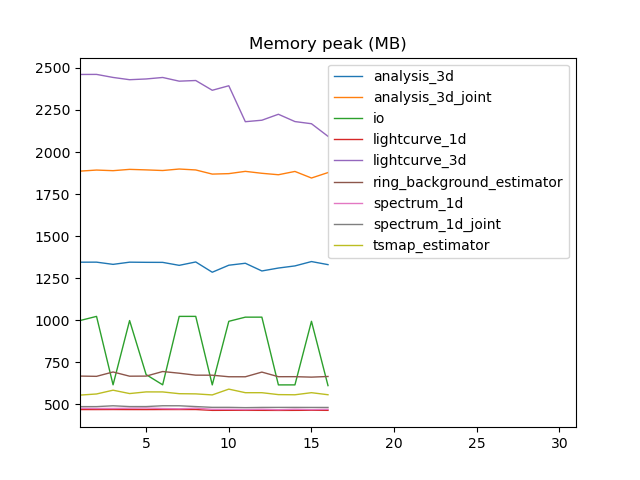 Memory peak (MB)
2500
2250
2000
1750
1500
1250
1000
750
500
5
10
15
20
25
30
analysis_3d
analysis_3d_joint
io
lightcurve_1d
lightcurve_3d
ring_background_estimator
spectrum_1d
spectrum_1d_joint
tsmap_estimator